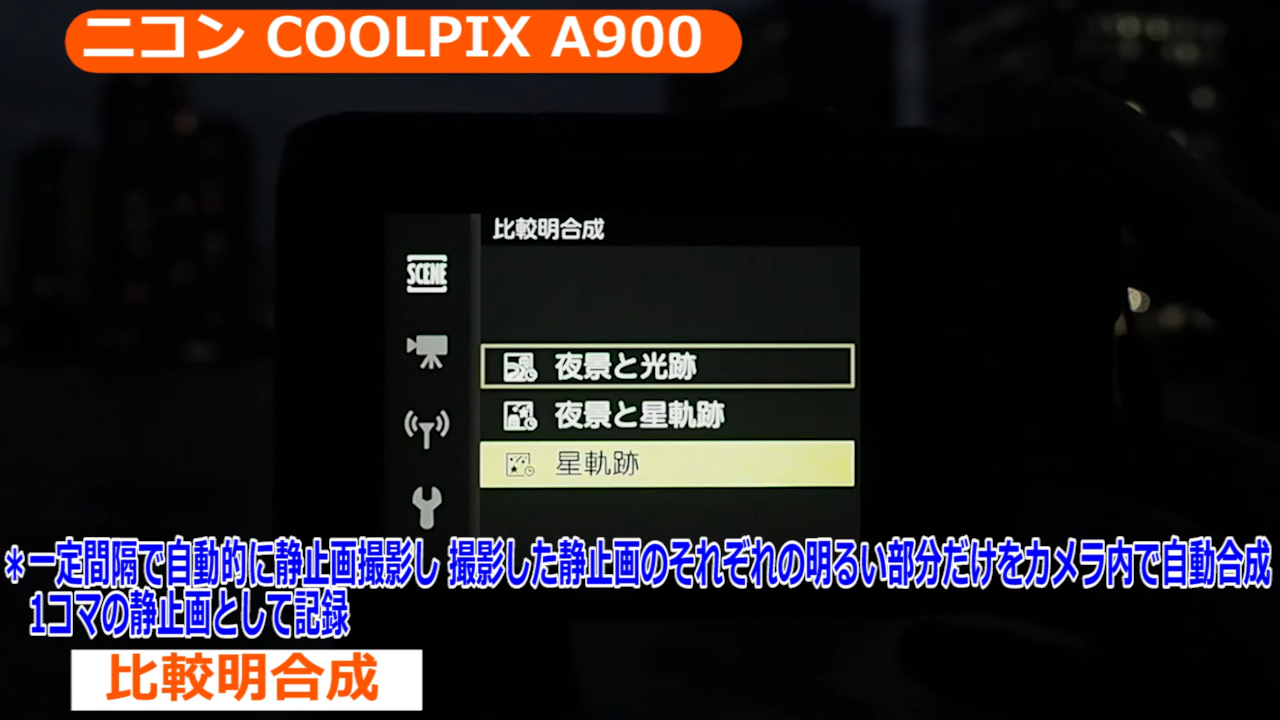 ニコン COOLPIX A900
比較明合成
SCENE
夜景と光跡
夜景と星軌跡
星軌跡
＊一定間隔で自動的に静止画撮影し 撮影した静止画のそれぞれの明るい部分だけをカメラ内で自動合成
1コマの静止画として記録
比較明合成